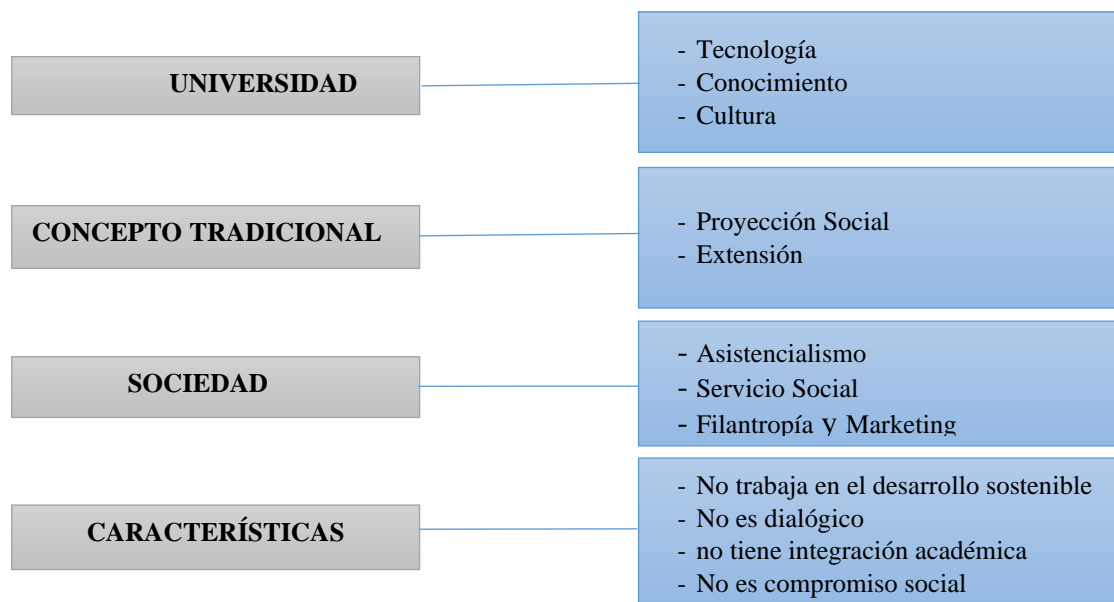 UNIVERSIDAD
- Tecnología
- Conocimiento
- Cultura
CONCEPTO TRADICIONAL
- Proyección Social
- Extensión
SOCIEDAD
- Asistencialismo
- Servicio Social
- Filantropía y Marketing
CARACTERÍSTICAS
- No trabaja en el desarrollo sostenible
- No es dialógico
- no tiene integración académica
- No es compromiso social